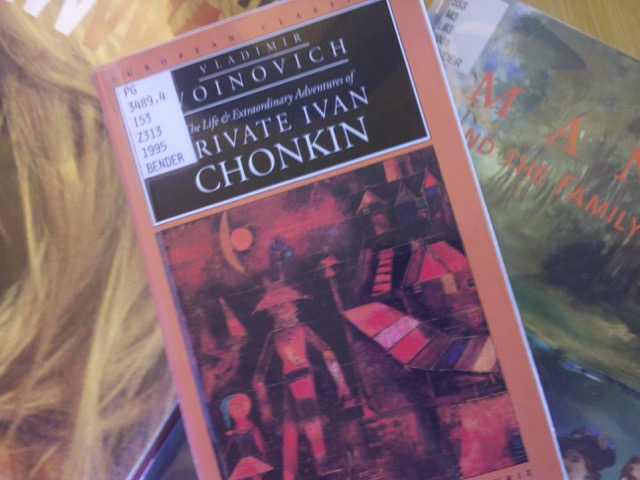 EUROPEAN CLASSICS
VLADIMIR
VOINOVICH
The Life & Extraordinary Adventures of
PRIVATE IVAN
CHONKIN
PG
3489.4
I53
Z313
1995
BENDER
MAN
AND THE FAMILY